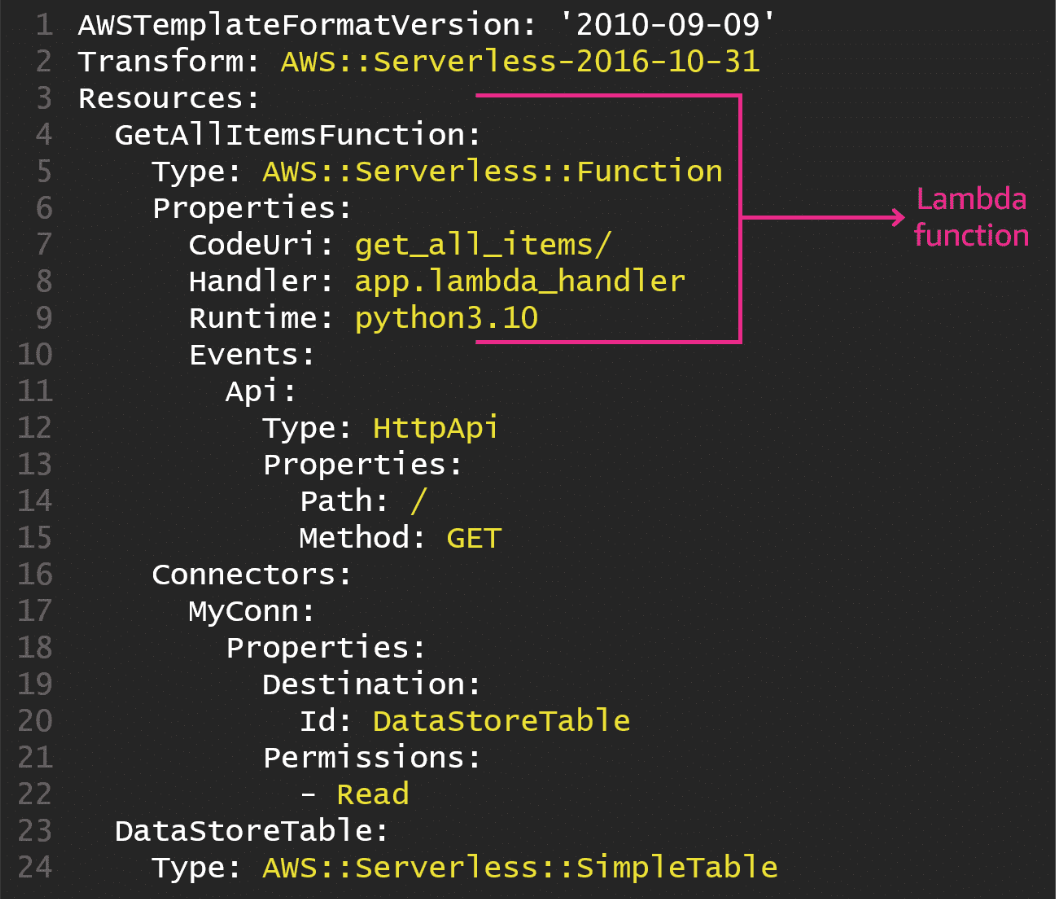 1 AWSTemplateFormatVersion: '2010-09-09'
2 Transform: AWS::Serverless-2016-10-31
3 Resources:
4   GetAllItemsFunction:
5     Type: AWS::Serverless::Function
6     Properties:
7       CodeUri: get_all_items/
8       Handler: app.lambda_handler
9       Runtime: python3.10
10       Events:
11         Api:
12           Type: HttpApi
13           Properties:
14             Path: /
15             Method: GET
16     Connectors:
17       MyConn:
18         Properties:
19           Destination:
20             Id: DataStoreTable
21           Permissions:
22             - Read
23   DataStoreTable:
24     Type: AWS::Serverless::SimpleTable
Lambda
function